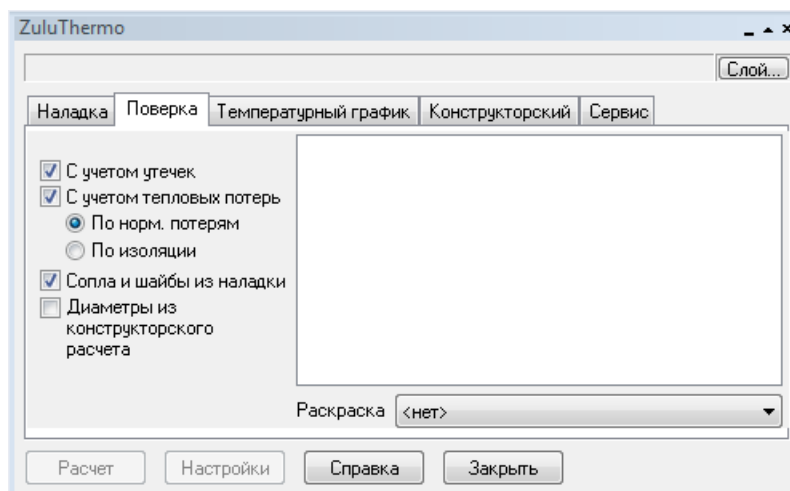 ZuluThermo
Слой...
Наладка Поверка Температурный график Конструкторский Сервис
С учетом утечек
С учетом тепловых потерь
По норм. потерям
По изоляции
Сопла и шайбы из наладки
Диаметры из
конструкторского
расчета
Раскраска <нет>
Расчет Настройки Справка Закрыть